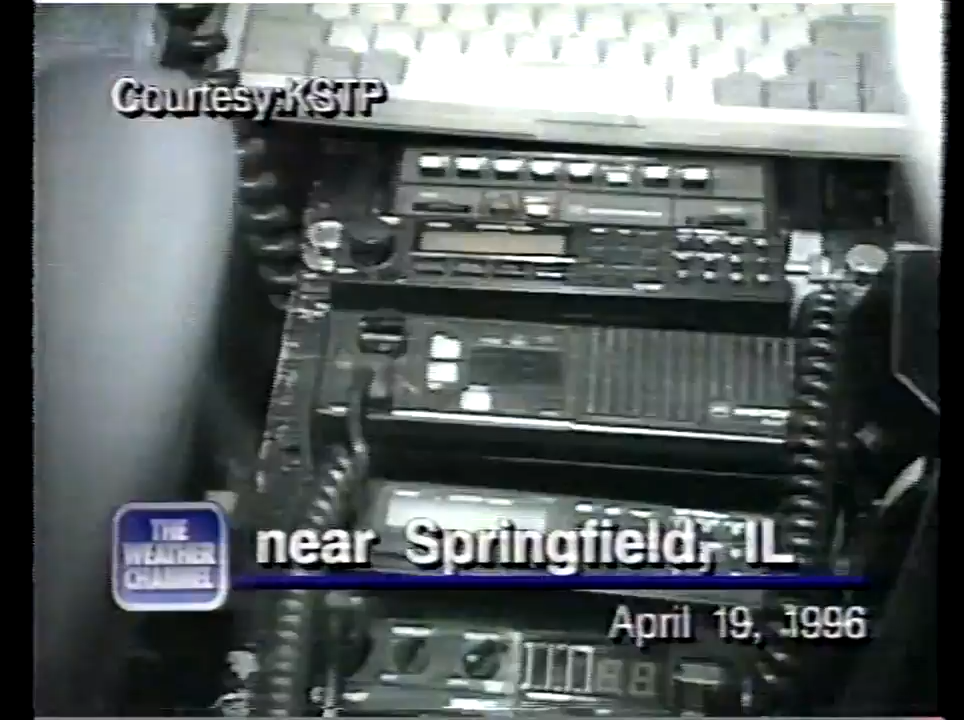 Courtesy:KSTP
THE
WEATHER
CHANNEL
near Springfield, IL
April 19, 1996